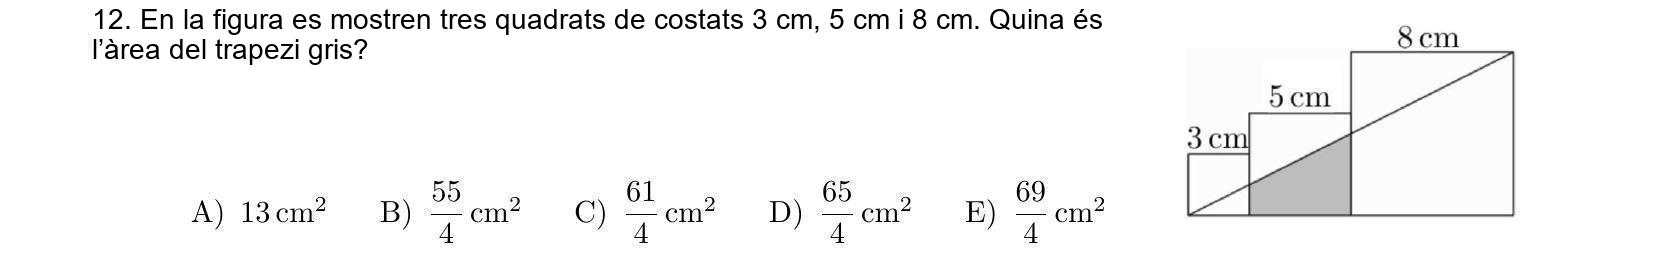 12. En la figura es mostren tres quadrats de costats 3 cm, 5 cm i 8 cm. Quina és
l’àrea del trapezi gris?
8 cm
5 cm
3 cm
A) 13 cm² B) 55/4 cm² C) 61/4 cm² D) 65/4 cm² E) 69/4 cm²